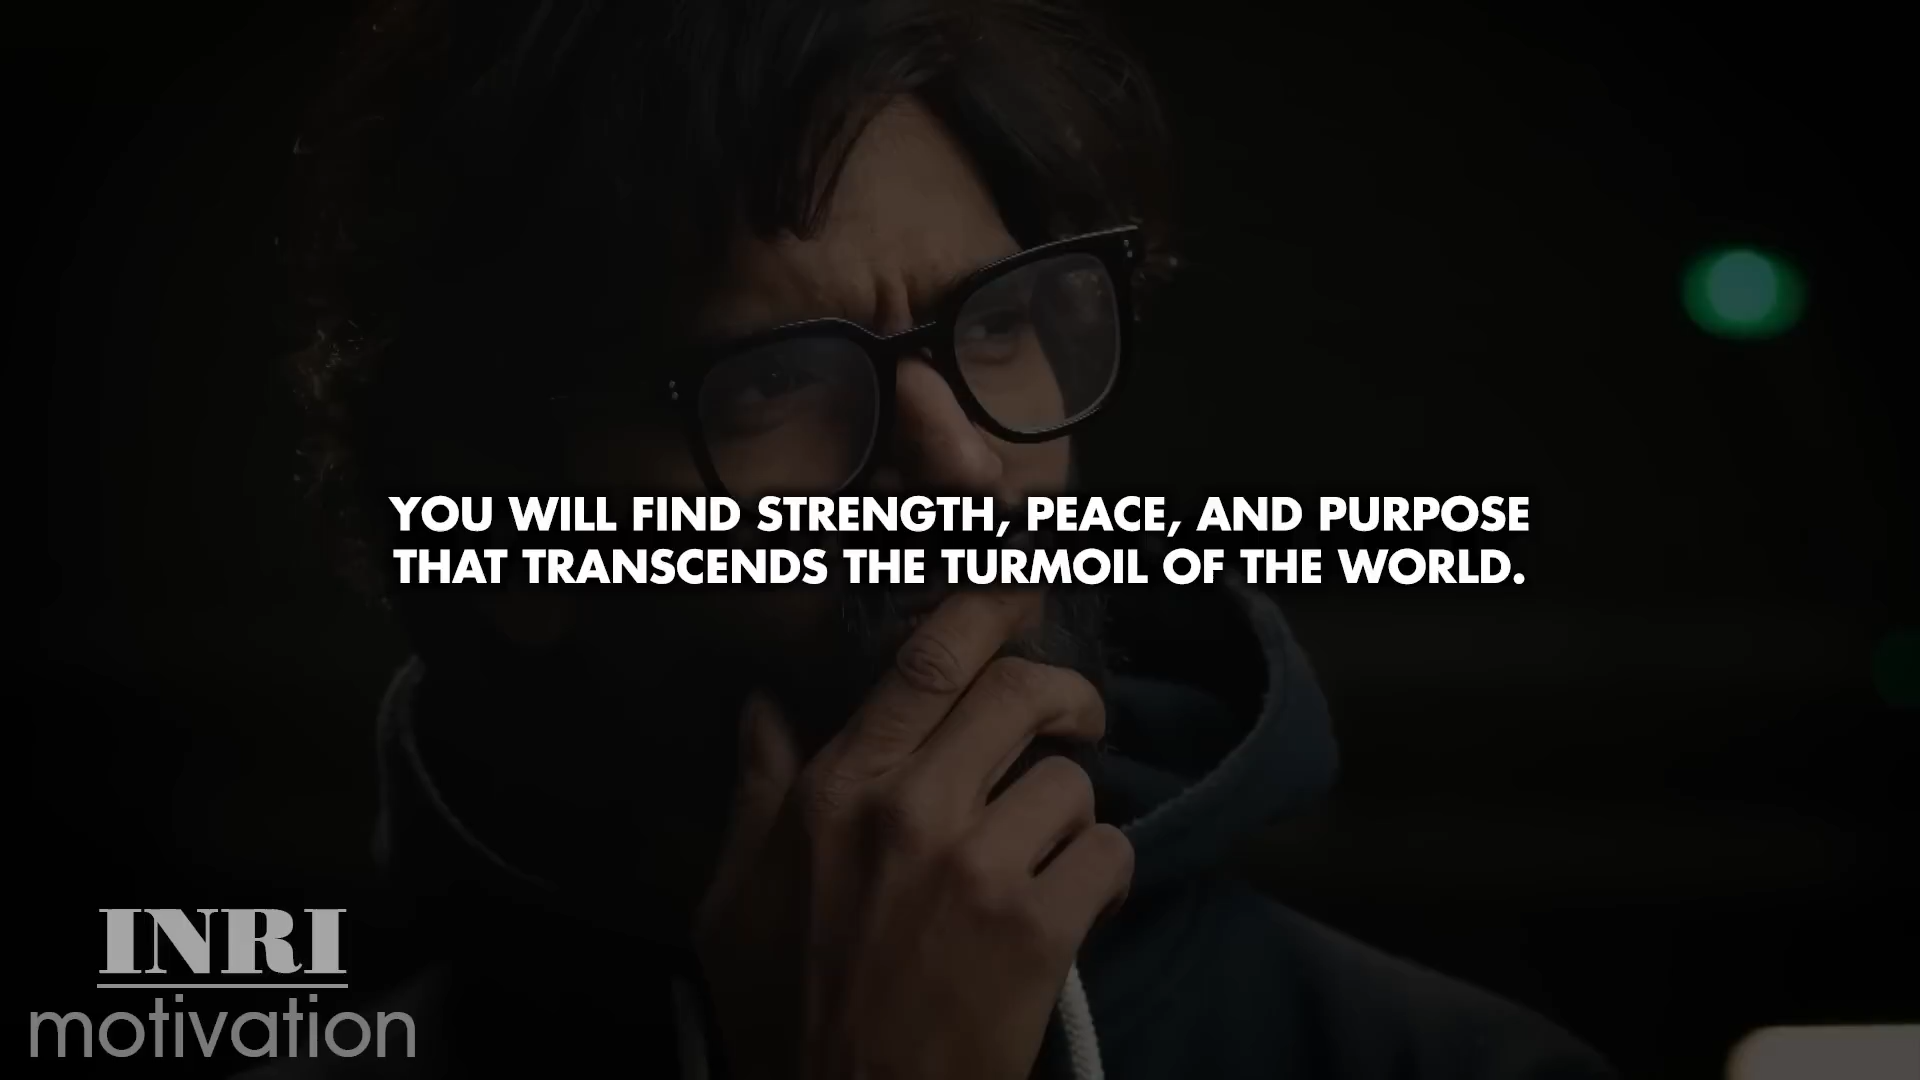 YOU WILL FIND STRENGTH, PEACE, AND PURPOSE
THAT TRANSCENDS THE TURMOIL OF THE WORLD.
INRI
motivation